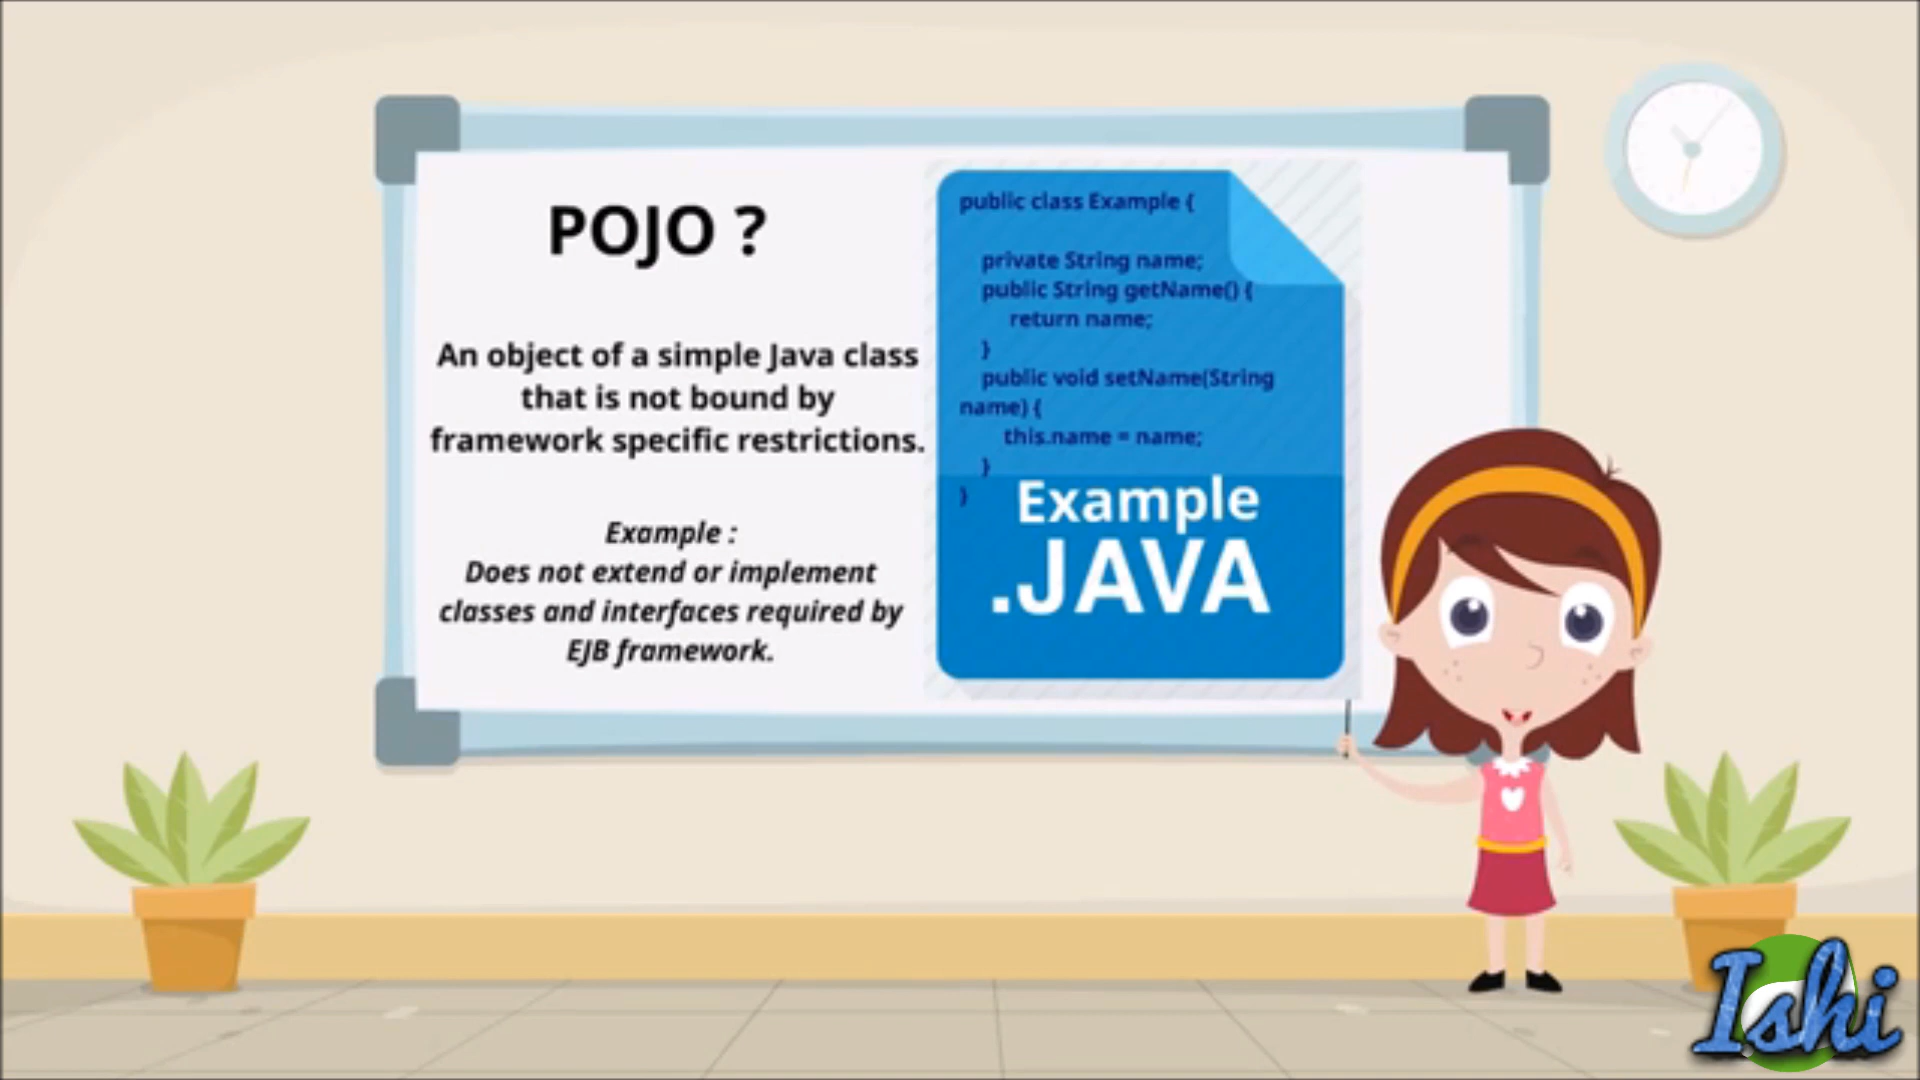 POJO ?
An object of a simple Java class
that is not bound by
framework specific restrictions.
Example :
Does not extend or implement
classes and interfaces required by
EJB framework.
public class Example {
private String name;
public String getName() {
return name;
}
public void setName(String
name) {
this.name = name;
}
}
Example
.JAVA
Ishi